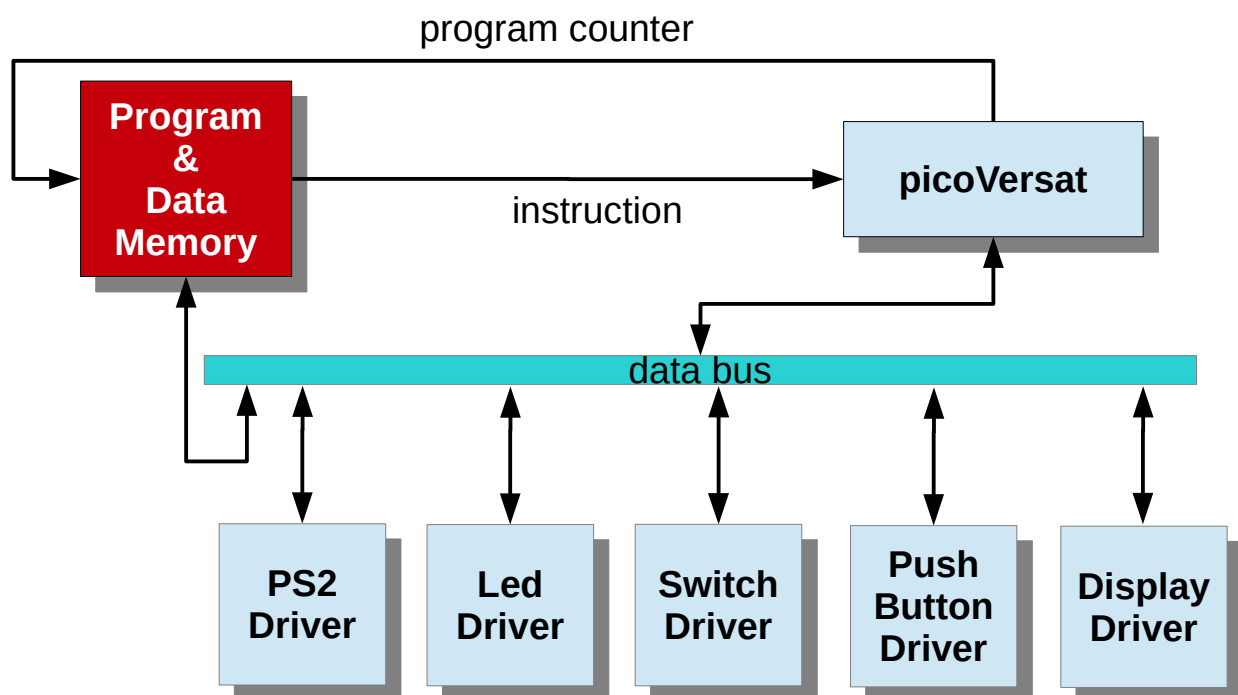 program counter
Program
&
Data
Memory
picoVersat
instruction
data bus
PS2
Driver
Led
Driver
Switch
Driver
Push
Button
Driver
Display
Driver